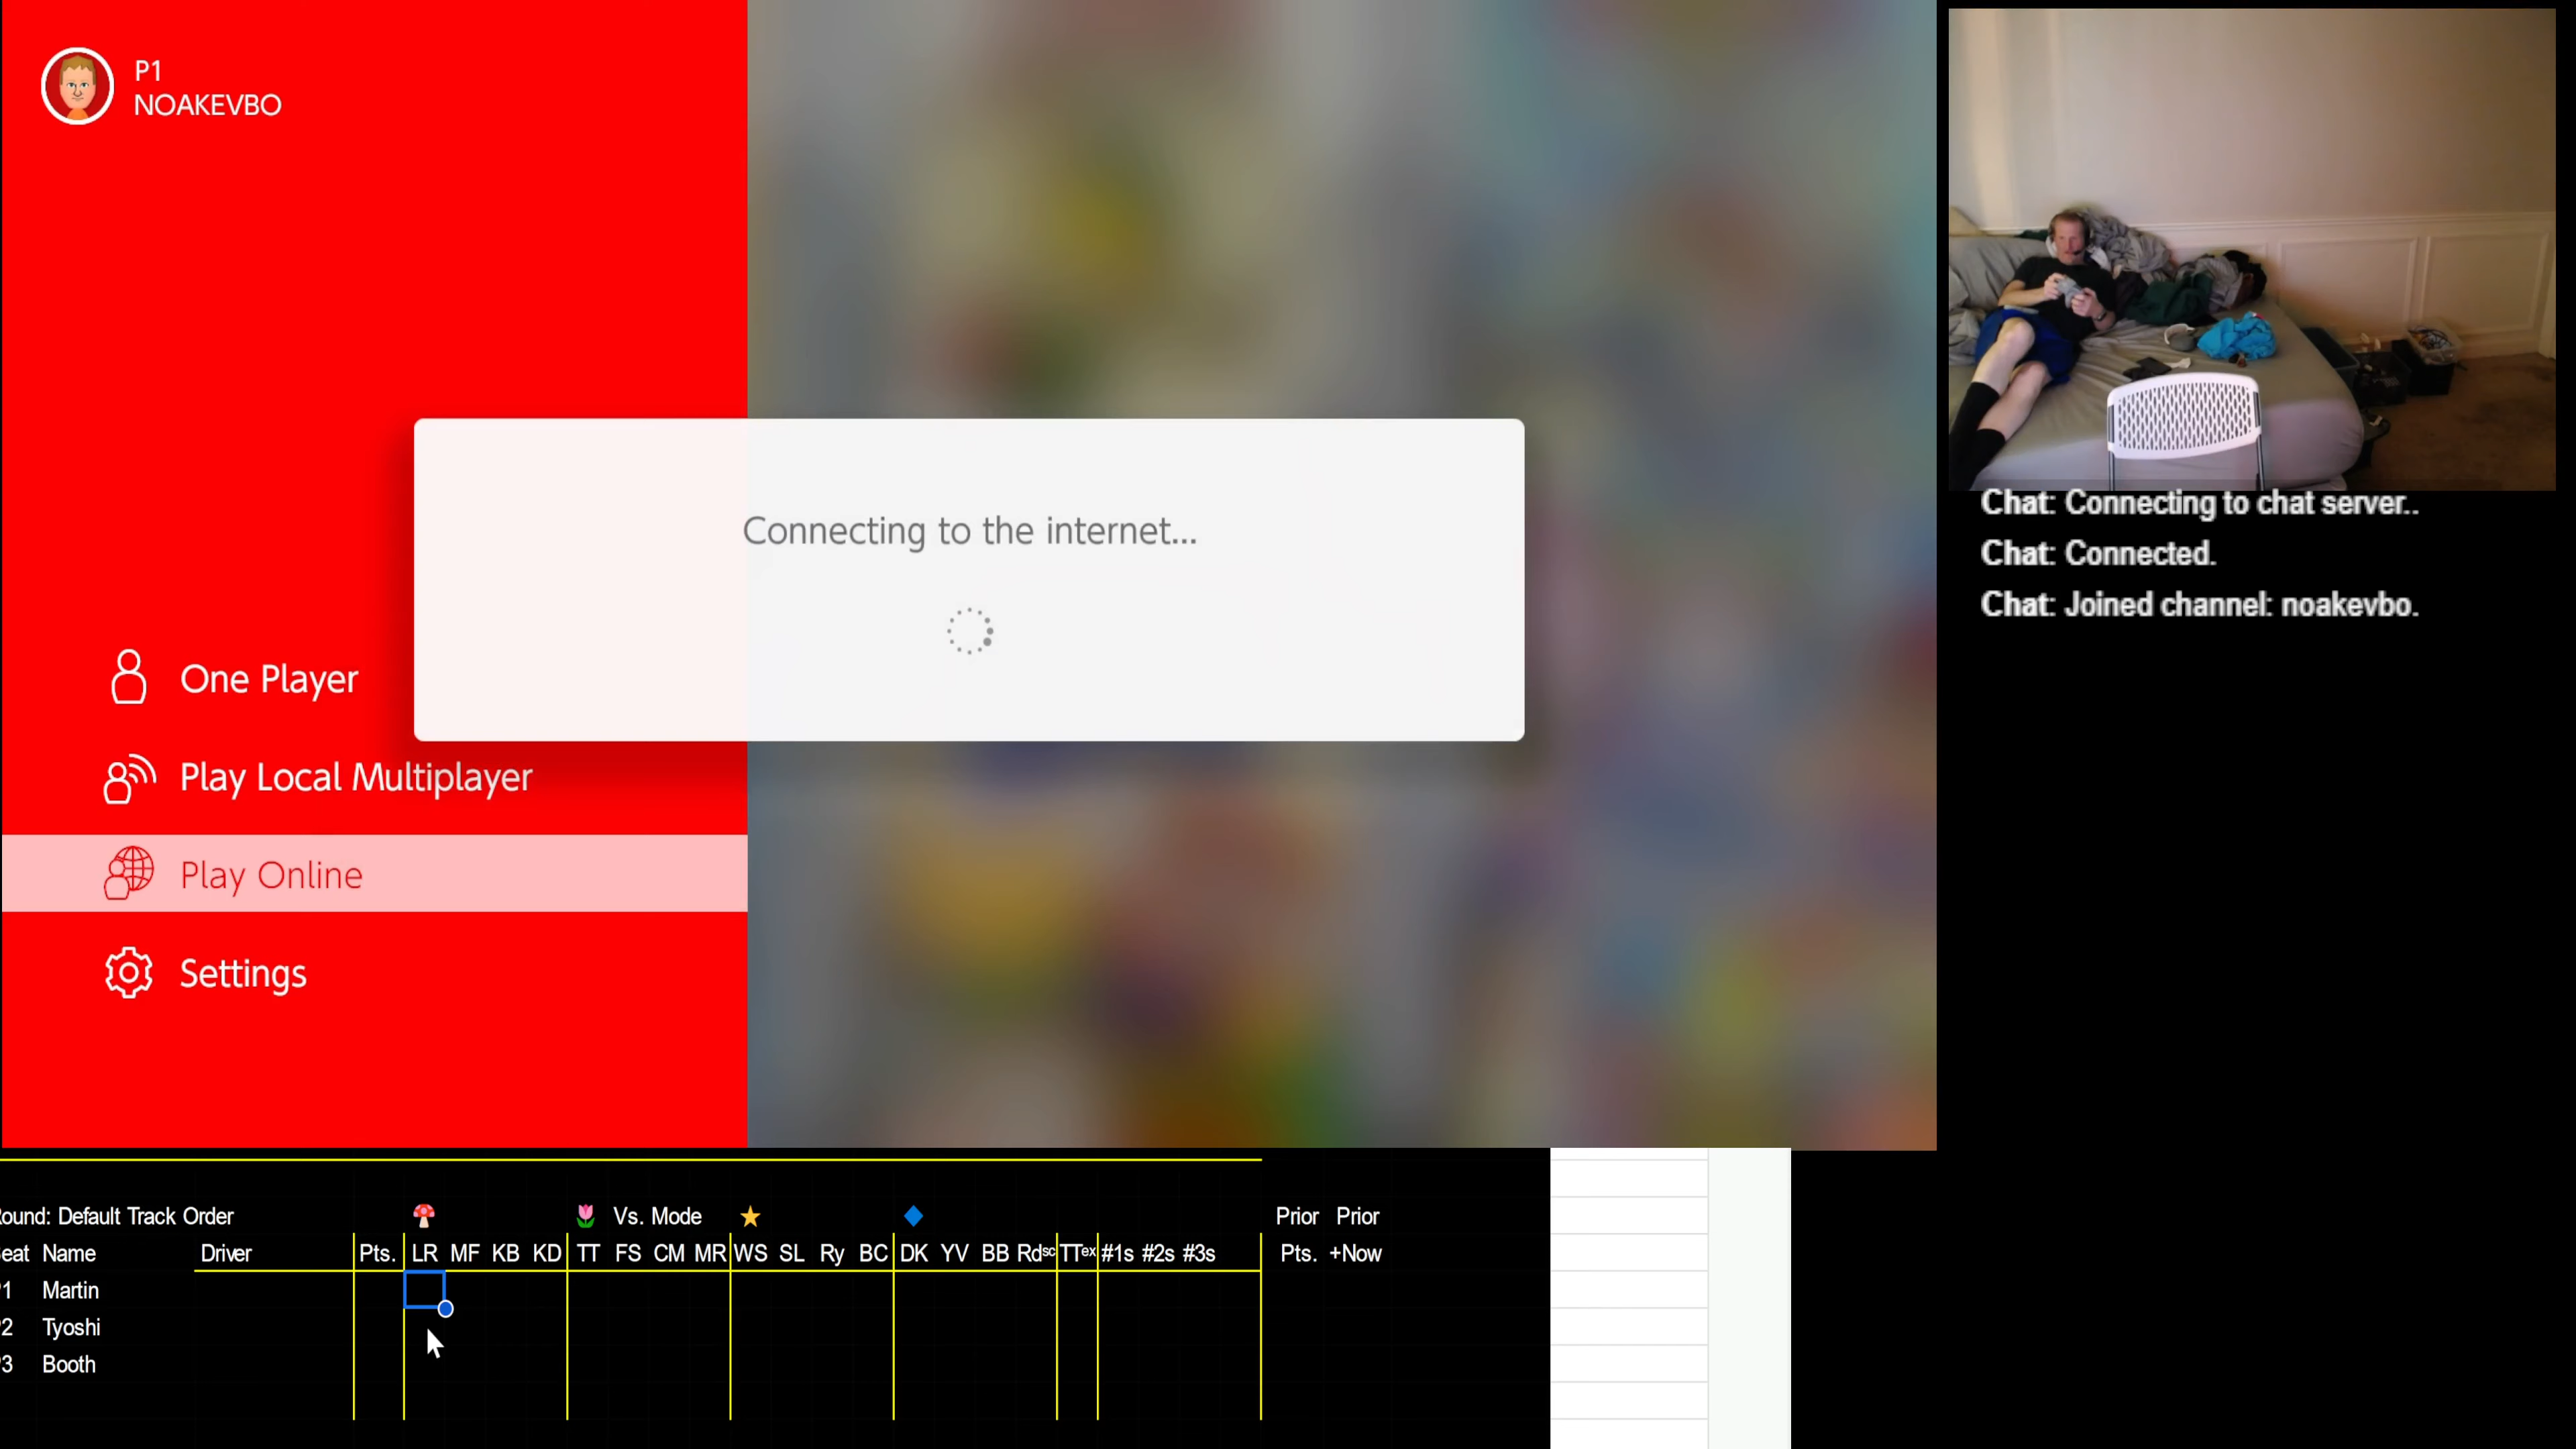 P1
NOAKEVBO
Connecting to the internet...
One Player
Play Local Multiplayer
Play Online
Settings
Chat: Connecting to chat server..
Chat: Connected.
Chat: Joined channel: noakevbo.
ound: Default Track Order Vs. Mode Prior Prior
eat Name Driver Pts. LR MF KB KD TT FS CM MR WS SL Ry BC DK YV BB Rdsc TTex #1s #2s #3s Pts. +Now
1 Martin
2 Tyoshi
3 Booth